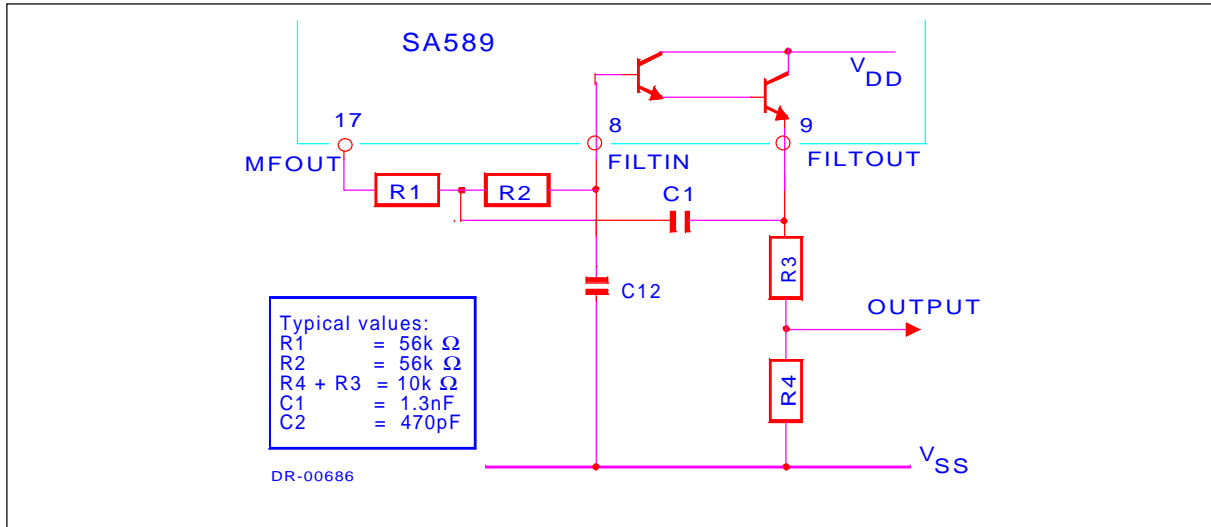 SA589
V
DD
17
8
9
MFOUT
FILTIN
FILTOUT
R1
R2
C1
R3
C12
OUTPUT
Typical values:
R1 = 56k Ω
R2 = 56k Ω
R4 + R3 = 10k Ω
C1 = 1.3nF
C2 = 470pF
R4
V
SS
DR-00686